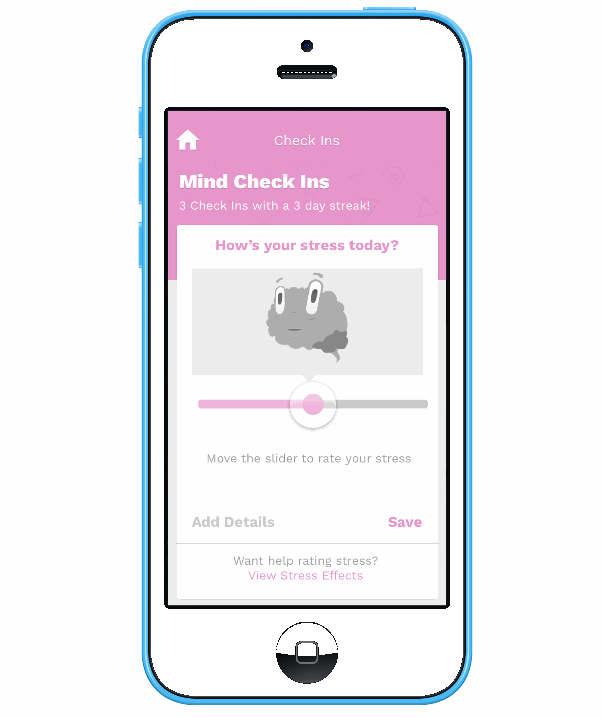 Check Ins
Mind Check Ins
3 Check Ins with a 3 day streak!
How's your stress today?
Move the slider to rate your stress
Add Details
Save
Want help rating stress?
View Stress Effects